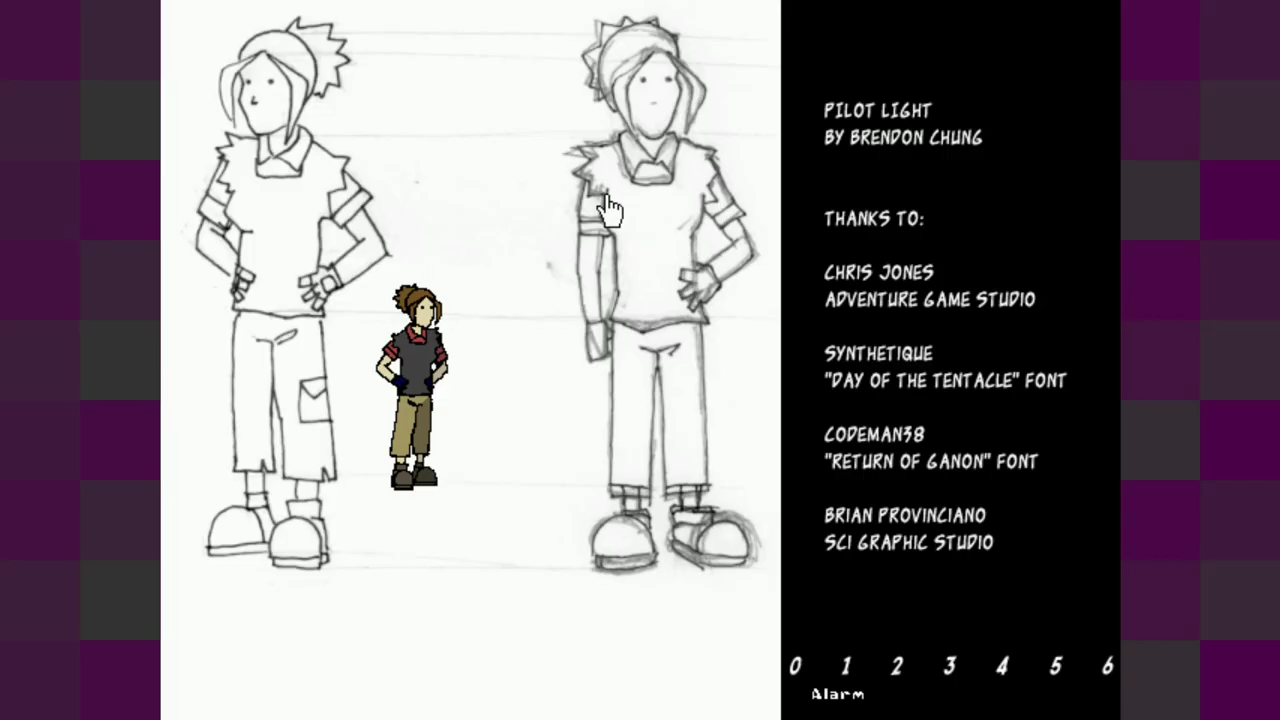 PILOT LIGHT
BY BRENDON CHUNG
THANKS TO:
CHRIS JONES
ADVENTURE GAME STUDIO
SYNTHETIQUE
"DAY OF THE TENTACLE" FONT
CODEMAN38
"RETURN OF GANON" FONT
BRIAN PROVINCIANO
SCI GRAPHIC STUDIO
0 1 2 3 4 5 6
Alarm